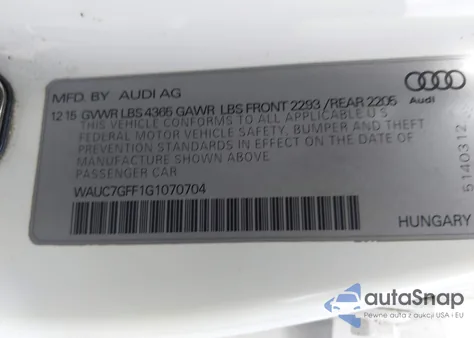 MFD. BY AUDI AG
12 15 GVWR LBS 4365 GAWR LBS FRONT 2293 /REAR 2205
THIS VEHICLE CONFORMS TO ALL APPLICABLE U S
FEDERAL MOTOR VEHICLE SAFETY, BUMPER AND THEFT
PREVENTION STANDARDS IN EFFECT ON THE DATE OF
MANUFACTURE SHOWN ABOVE.
PASSENGER CAR
WAUC7GFF1G1070704
Audi
5140312
HUNGARY
autoSnap
Pewne auta z aukcji USA i EU